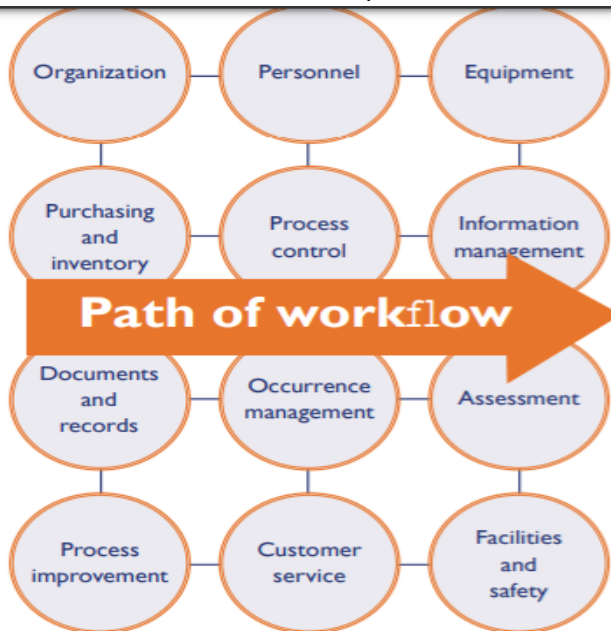 Organization
Personnel
Equipment
Purchasing
and
inventory
Process
control
Information
management
Path of workflow
Documents
and
records
Occurrence
management
Assessment
Process
improvement
Customer
service
Facilities
and
safety